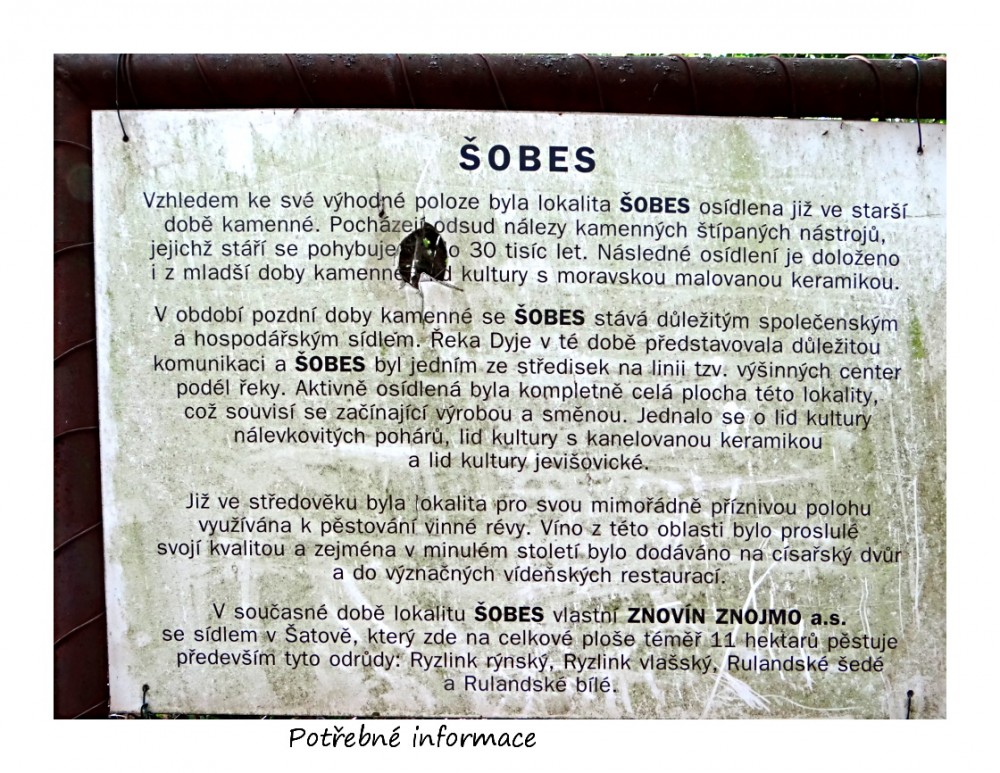 ŠOBES
Vzhledem ke své výhodné poloze byla lokalita ŠOBES osídlena již ve starší
době kamenné. Pocházejí odsud nálezy kamenných štípaných nástrojů,
jejichž stáří se pohybuje 30 tisíc let. Následné osídlení je doloženo
i z mladší doby kamenné lid kultury s moravskou malovanou keramikou.
V období pozdní doby kamenné se ŠOBES stává důležitým společenským
a hospodářským sídlem. Řeka Dyje v té době představovala důležitou
komunikaci a ŠOBES byl jedním ze středisek na linii tzv. výšinných center
podél řeky. Aktivně osídlená byla kompletně celá plocha této lokality,
což souvisí se začínající výrobou a směnou. Jednalo se o lid kultury
nálevkovitých pohárů, lid kultury s kanelovanou keramikou
a lid kultury jevišovické.
Již ve středověku byla lokalita pro svou mimořádně příznivou polohu
využívána k pěstování vinné révy. Víno z této oblasti bylo proslulé
svojí kvalitou a zejména v minulém století bylo dodáváno na císařský dvůr
a do význačných vídeňských restaurací.
V současné době lokalitu ŠOBES vlastní ZNOVÍN ZNOJMO a.s.
se sídlem v Šatově, který zde na celkové ploše téměř 11 hektarů pěstuje
především tyto odrůdy: Ryzlink rýnský, Ryzlink vlašský, Rulandské šedé
a Rulandské bílé.
Potřebné informace